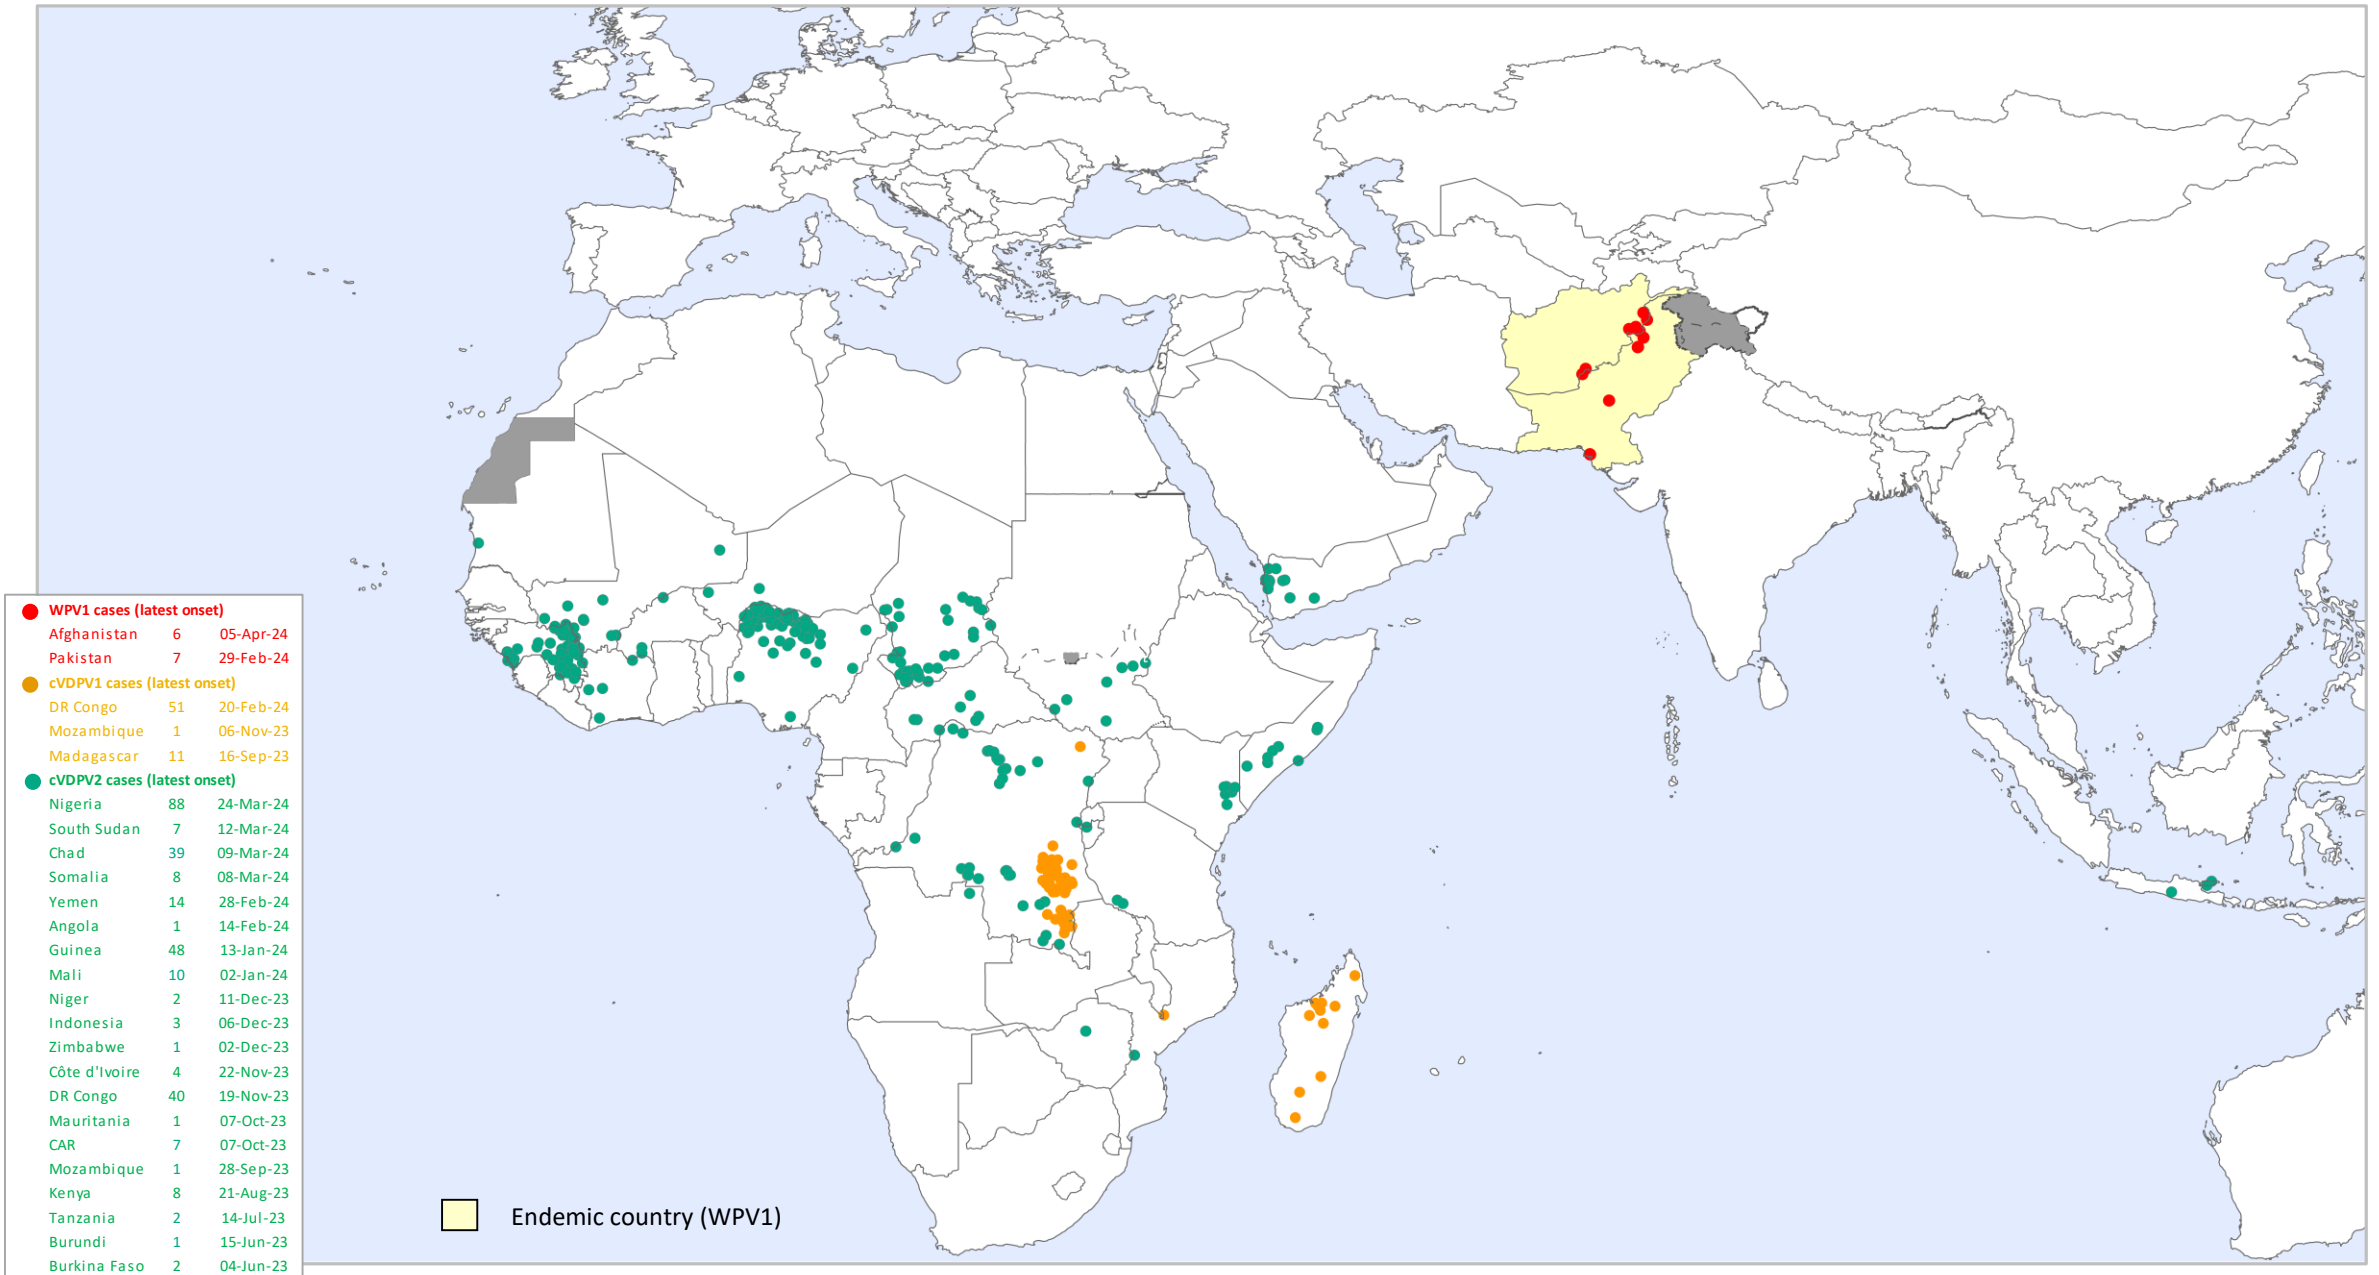 WPV1 cases (latest onset)
Afghanistan 6 05-Apr-24
Pakistan 7 29-Feb-24
cVDPV1 cases (latest onset)
DR Congo 51 20-Feb-24
Mozambique 1 06-Nov-23
Madagascar 11 16-Sep-23
cVDPV2 cases (latest onset)
Nigeria 88 24-Mar-24
South Sudan 7 12-Mar-24
Chad 39 09-Mar-24
Somalia 8 08-Mar-24
Yemen 14 28-Feb-24
Angola 1 14-Feb-24
Guinea 48 13-Jan-24
Mali 10 02-Jan-24
Niger 2 11-Dec-23
Indonesia 3 06-Dec-23
Zimbabwe 1 02-Dec-23
Côte d'Ivoire 4 22-Nov-23
DR Congo 40 19-Nov-23
Mauritania 1 07-Oct-23
CAR 7 07-Oct-23
Mozambique 1 28-Sep-23
Kenya 8 21-Aug-23
Tanzania 2 14-Jul-23
Burundi 1 15-Jun-23
Burkina Faso 2 04-Jun-23
Endemic country (WPV1)